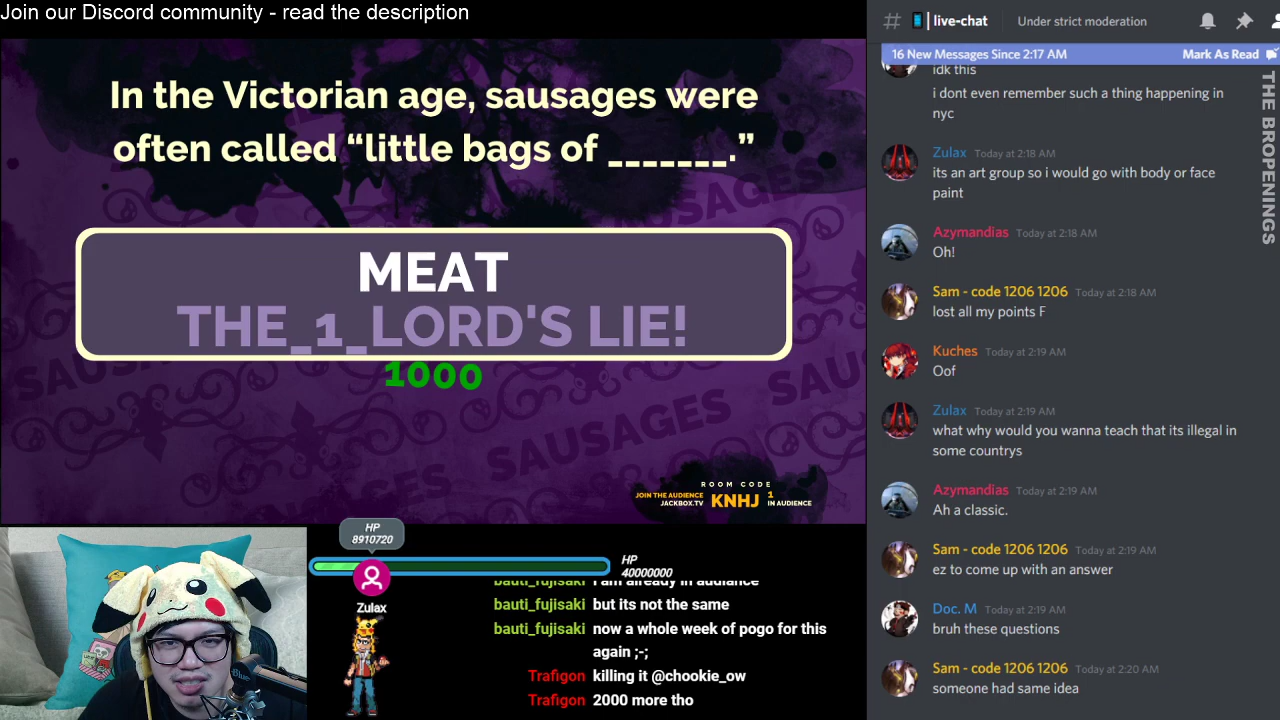 Join our Discord community - read the description
In the Victorian age, sausages were
often called “little bags of _______.”
MEAT
THE_1_LORD'S LIE!
1000
SAUSAGES
SAUSAGES
SAUSAGES
ROOM CODE
JOIN THE AUDIENCE
JACKBOX.TV
KNHJ
1
IN AUDIENCE
HP
8910720
HP
40000000
Zulax
bauti_fujisaki i am already in audiance
bauti_fujisaki but its not the same
bauti_fujisaki now a whole week of pogo for this
again ;-;
Trafigon killing it @chookie_ow
Trafigon 2000 more tho
Blue
# | live-chat Under strict moderation
16 New Messages Since 2:17 AM Mark As Read
THE BROPENINGS
idk this
i dont even remember such a thing happening in
nyc
Zulax Today at 2:18 AM
its an art group so i would go with body or face
paint
Azymandias Today at 2:18 AM
Oh!
Sam - code 1206 1206 Today at 2:18 AM
lost all my points F
Kuches Today at 2:19 AM
Oof
Zulax Today at 2:19 AM
what why would you wanna teach that its illegal in
some countrys
Azymandias Today at 2:19 AM
Ah a classic.
Sam - code 1206 1206 Today at 2:19 AM
ez to come up with an answer
Doc. M Today at 2:19 AM
bruh these questions
Sam - code 1206 1206 Today at 2:20 AM
someone had same idea